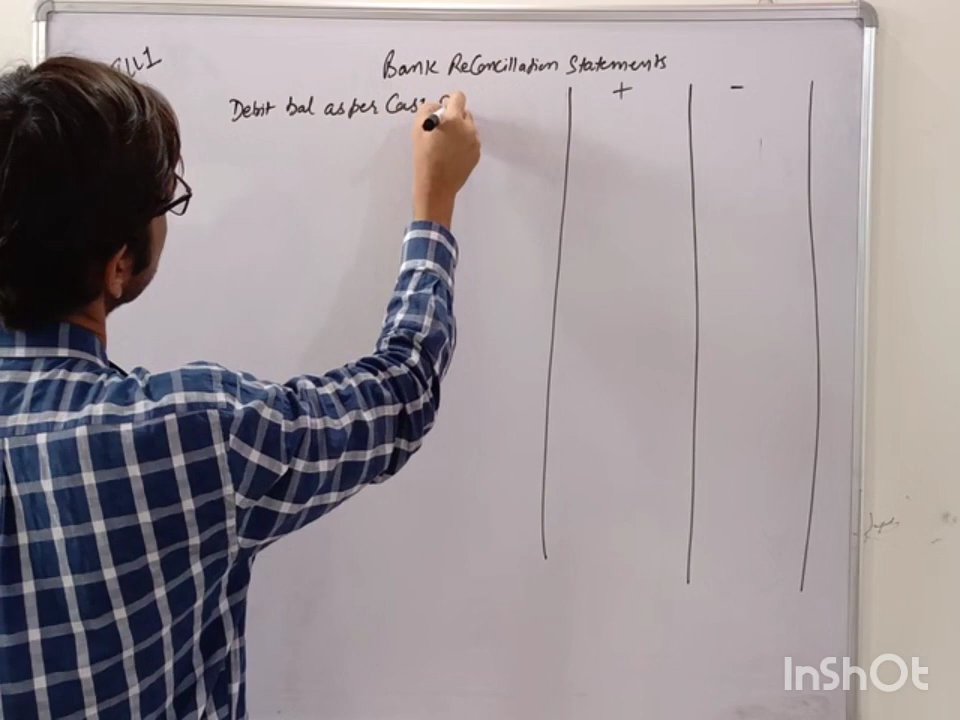 Bank ReConcillation Statements
+ -
Debit bal as per
InShOt